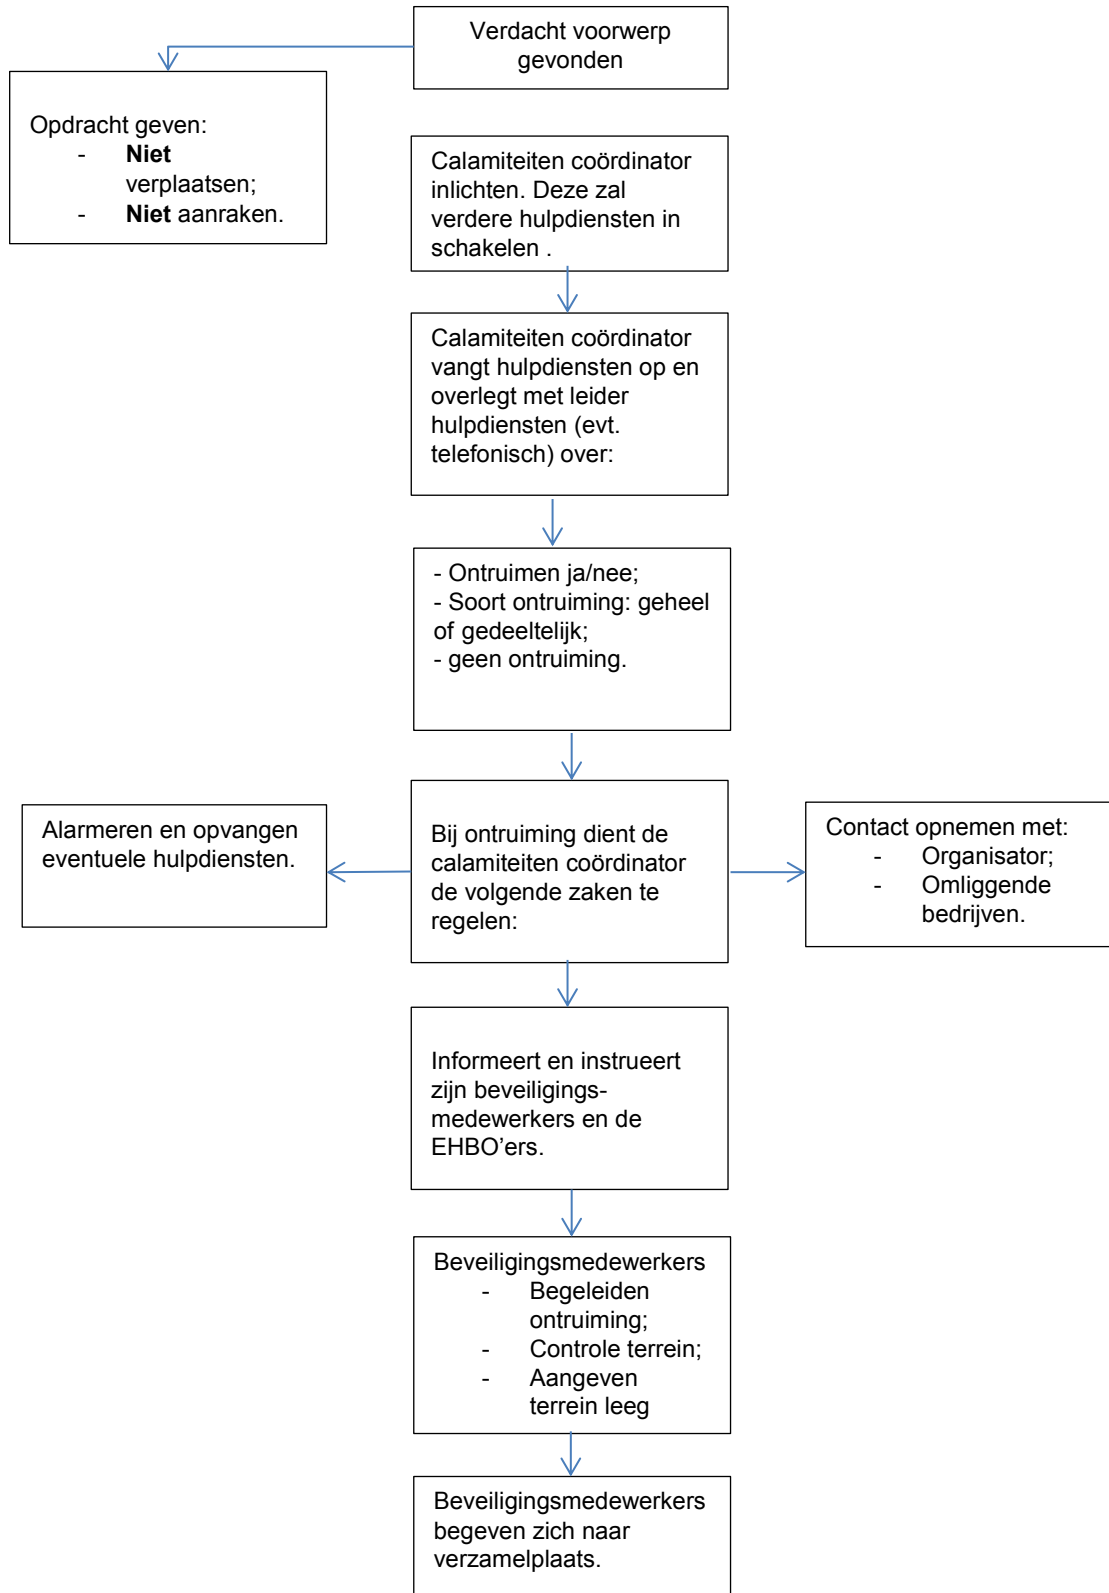 Verdacht voorwerp
gevonden
Opdracht geven:
- Niet
verplaatsen;
- Niet aanraken.
Calamiteiten coördinator
inlichten. Deze zal
verdere hulpdiensten in
schakelen .
Calamiteiten coördinator
vangt hulpdiensten op en
overlegt met leider
hulpdiensten (evt.
telefonisch) over:
- Ontruimen ja/nee;
- Soort ontruiming: geheel
of gedeeltelijk;
- geen ontruiming.
Alarmeren en opvangen
eventuele hulpdiensten.
Bij ontruiming dient de
calamiteiten coördinator
de volgende zaken te
regelen:
Contact opnemen met:
- Organisator;
- Omliggende
bedrijven.
Informeert en instrueert
zijn beveiligings-
medewerkers en de
EHBO’ers.
Beveiligingsmedewerkers
- Begeleiden
ontruiming;
- Controle terrein;
- Aangeven
terrein leeg
Beveiligingsmedewerkers
begeven zich naar
verzamelplaats.